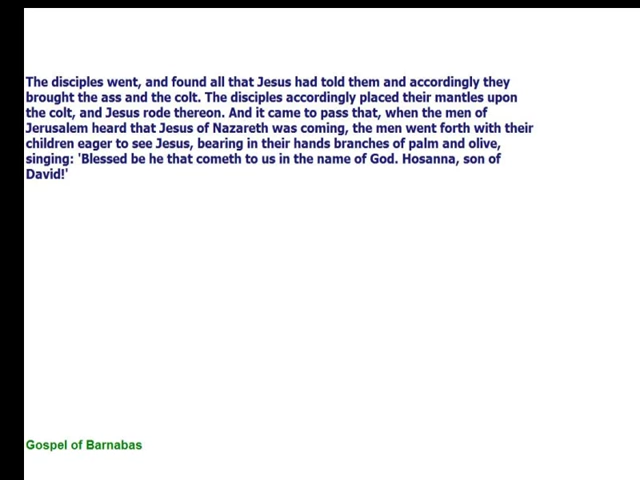 The disciples went, and found all that Jesus had told them and accordingly they
brought the ass and the colt. The disciples accordingly placed their mantles upon
the colt, and Jesus rode thereon. And it came to pass that, when the men of
Jerusalem heard that Jesus of Nazareth was coming, the men went forth with their
children eager to see Jesus, bearing in their hands branches of palm and olive,
singing: 'Blessed be he that cometh to us in the name of God. Hosanna, son of
David!'
Gospel of Barnabas